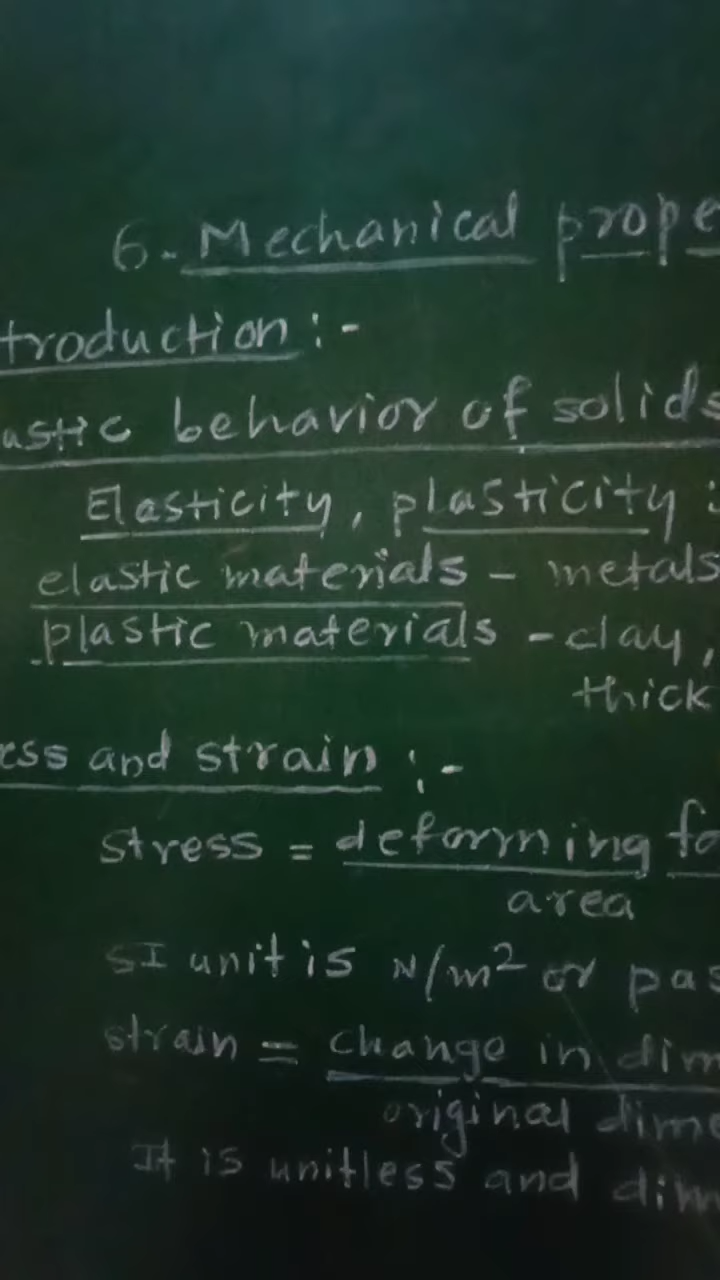 6. Mechanical prope
troduction :-
astic behavior of solids
Elasticity, plasticity :
elastic materials - metals
plastic materials - clay,
thick
ess and strain :-
stress = deforming fo
area
SI unit is N/m² or pas
strain = change in dim
original dime
It is unitless and dim